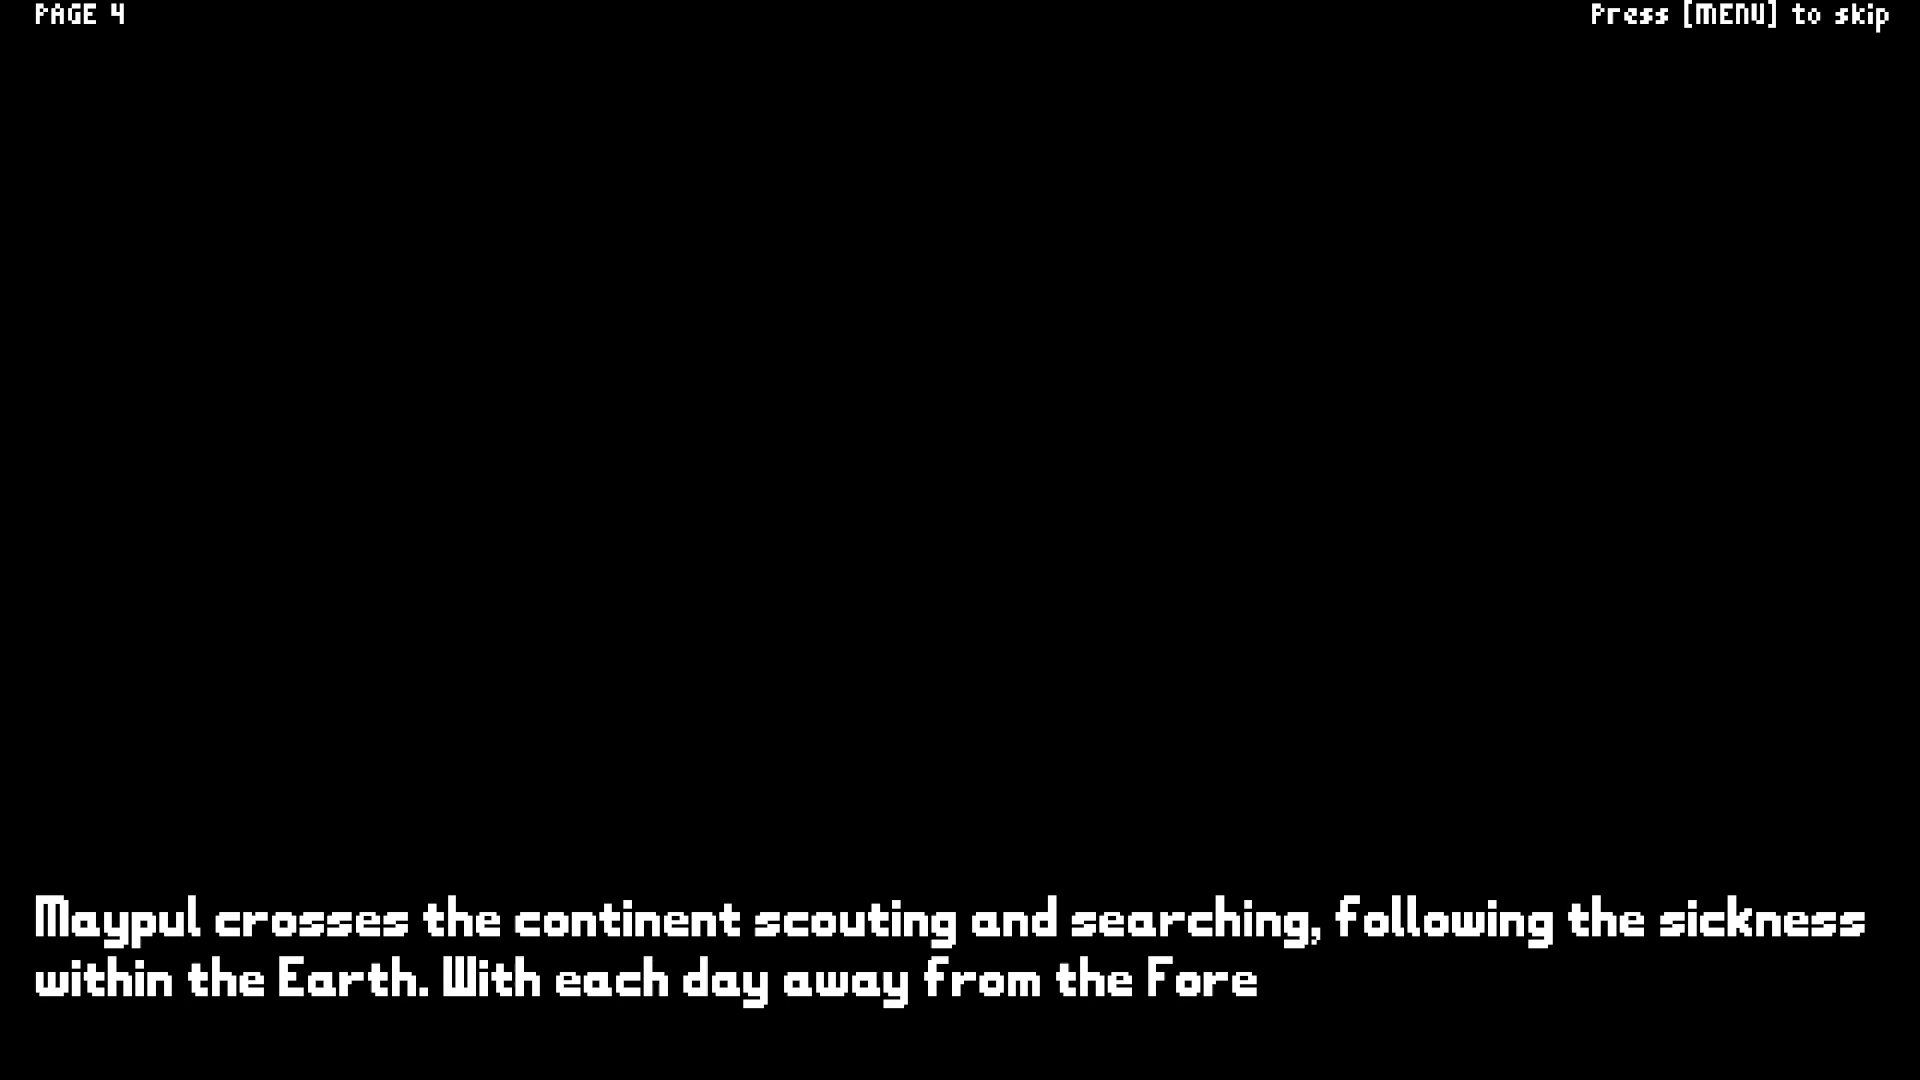 PAGE 4
Press [MENU] to skip
Maypul crosses the continent scouting and searching, following the sickness
within the Earth. With each day away from the Fore